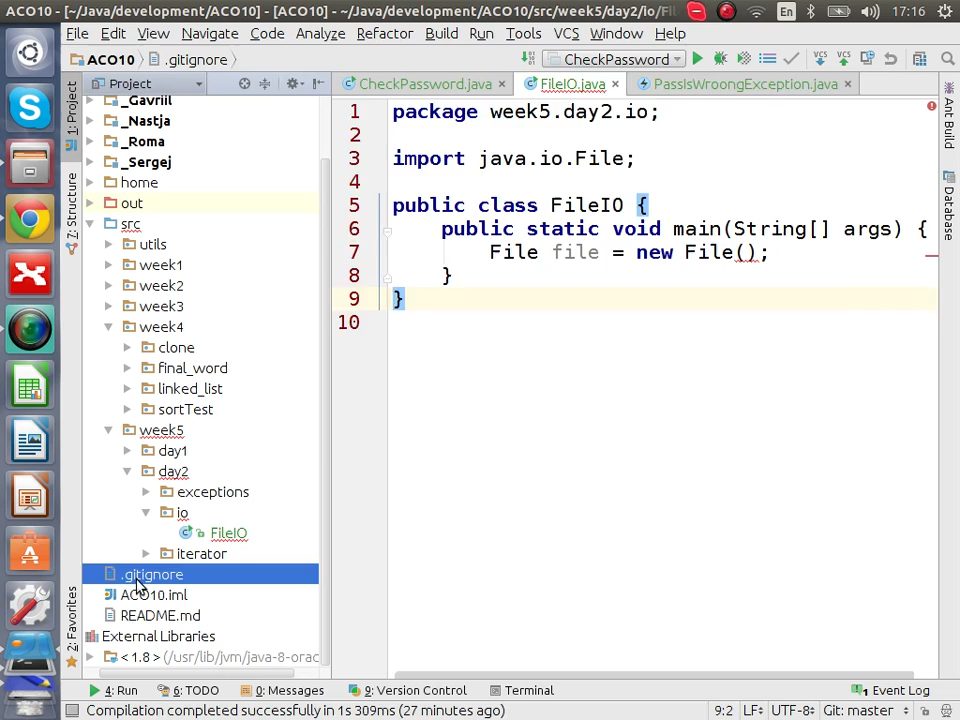 ACO10 - [~/Java/development/ACO10] - [ACO10] - ~/Java/development/ACO10/src/week5/day2/io/Fil
En
17:16
File Edit View Navigate Code Analyze Refactor Build Run Tools VCS Window Help
ACO10 .gitignore
CheckPassword
VCS VCS
Project
CheckPassword.java
FileIO.java
PassIsWroongException.java
1: Project
7: Structure
2: Favorites
Ant Build
Database
_Gavriil
_Nastja
_Roma
_Sergej
home
out
src
utils
week1
week2
week3
week4
clone
final_word
linked_list
sortTest
week5
day1
day2
exceptions
io
FileIO
iterator
.gitignore
ACO10.iml
README.md
External Libraries
< 1.8 > (/usr/lib/jvm/java-8-orac
1 package week5.day2.io;
2
3 import java.io.File;
4
5 public class FileIO {
6 public static void main(String[] args) {
7 File file = new File();
8 }
9 }
10
4: Run 6: TODO 0: Messages 9: Version Control Terminal 1 Event Log
Compilation completed successfully in 1s 309ms (27 minutes ago) 9:2 LF UTF-8 Git: master